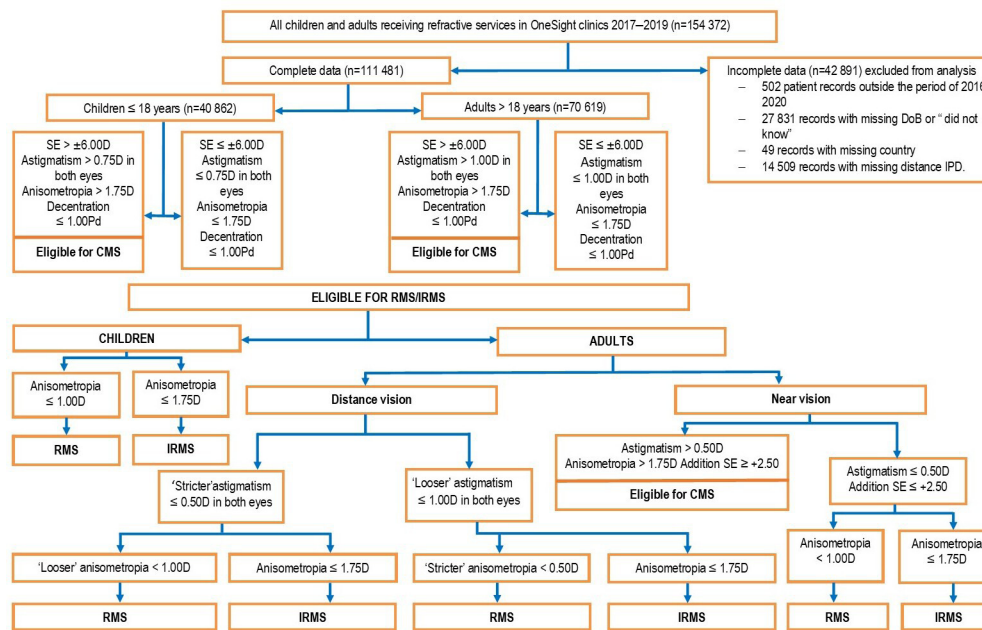 All children and adults receiving refractive services in OneSight clinics 2017–2019 (n=154 372)
Complete data (n=111 481)
Incomplete data (n=42 891) excluded from analysis
– 502 patient records outside the period of 2016
2020
– 27 831 records with missing DoB or “ did not
know”
– 49 records with missing country
– 14 509 records with missing distance IPD.
Children ≤ 18 years (n=40 862)
Adults > 18 years (n=70 619)
SE > ±6.00D
Astigmatism > 0.75D in
both eyes
Anisometropia > 1.75D
Decentration
≤ 1.00Pd
Eligible for CMS
SE ≤ ±6.00D
Astigmatism
≤ 0.75D in both
eyes
Anisometropia
≤ 1.75D
Decentration
≤ 1.00Pd
SE > ±6.00D
Astigmatism > 1.00D in
both eyes
Anisometropia > 1.75D
Decentration
≤ 1.00Pd
Eligible for CMS
SE ≤ ±6.00D
Astigmatism
≤ 1.00D in both
eyes
Anisometropia
≤ 1.75D
Decentration
≤ 1.00Pd
ELIGIBLE FOR RMS/IRMS
CHILDREN
ADULTS
Anisometropia
≤ 1.00D
Anisometropia
≤ 1.75D
RMS
IRMS
Distance vision
Near vision
‘Stricter’astigmatism
≤ 0.50D in both eyes
‘Looser’ astigmatism
≤ 1.00D in both eyes
Astigmatism > 0.50D
Anisometropia > 1.75D Addition SE ≥ +2.50
Eligible for CMS
Astigmatism ≤ 0.50D
Addition SE ≤ +2.50
‘Looser’ anisometropia < 1.00D
Anisometropia ≤ 1.75D
‘Stricter’ anisometropia < 0.50D
Anisometropia ≤ 1.75D
Anisometropia
< 1.00D
Anisometropia
≤ 1.75D
RMS
IRMS
RMS
IRMS
RMS
IRMS